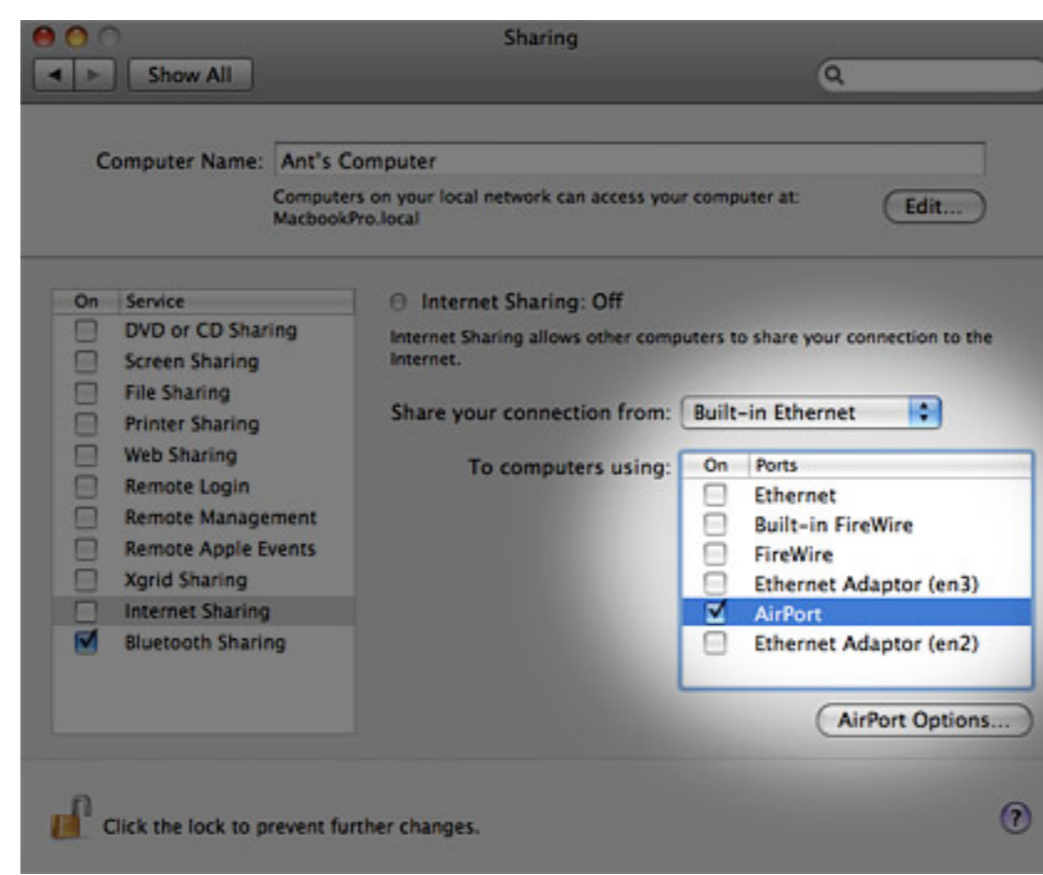 Sharing
Show All
Computer Name: Ant's Computer
Computers on your local network can access your computer at:
MacbookPro.local
Edit...
On Service
DVD or CD Sharing
Screen Sharing
File Sharing
Printer Sharing
Web Sharing
Remote Login
Remote Management
Remote Apple Events
Xgrid Sharing
Internet Sharing
Bluetooth Sharing
Internet Sharing: Off
Internet Sharing allows other computers to share your connection to the
Internet.
Share your connection from: Built-in Ethernet
To computers using:
On Ports
Ethernet
Built-in FireWire
FireWire
Ethernet Adaptor (en3)
AirPort
Ethernet Adaptor (en2)
AirPort Options...
Click the lock to prevent further changes.
?